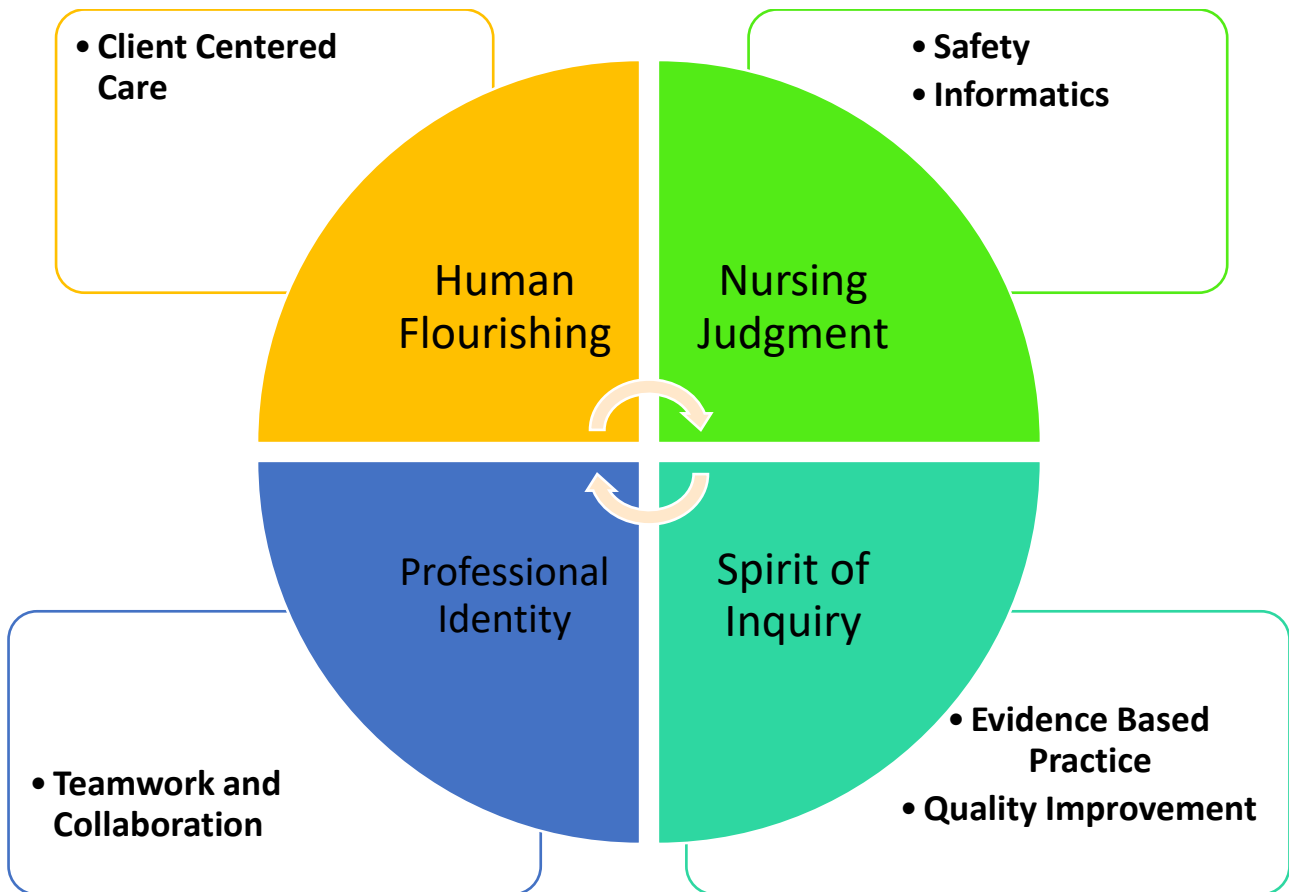 • Client Centered
Care
• Safety
• Informatics
Human
Flourishing
Nursing
Judgment
Professional
Identity
Spirit of
Inquiry
• Teamwork and
Collaboration
• Evidence Based
Practice
• Quality Improvement